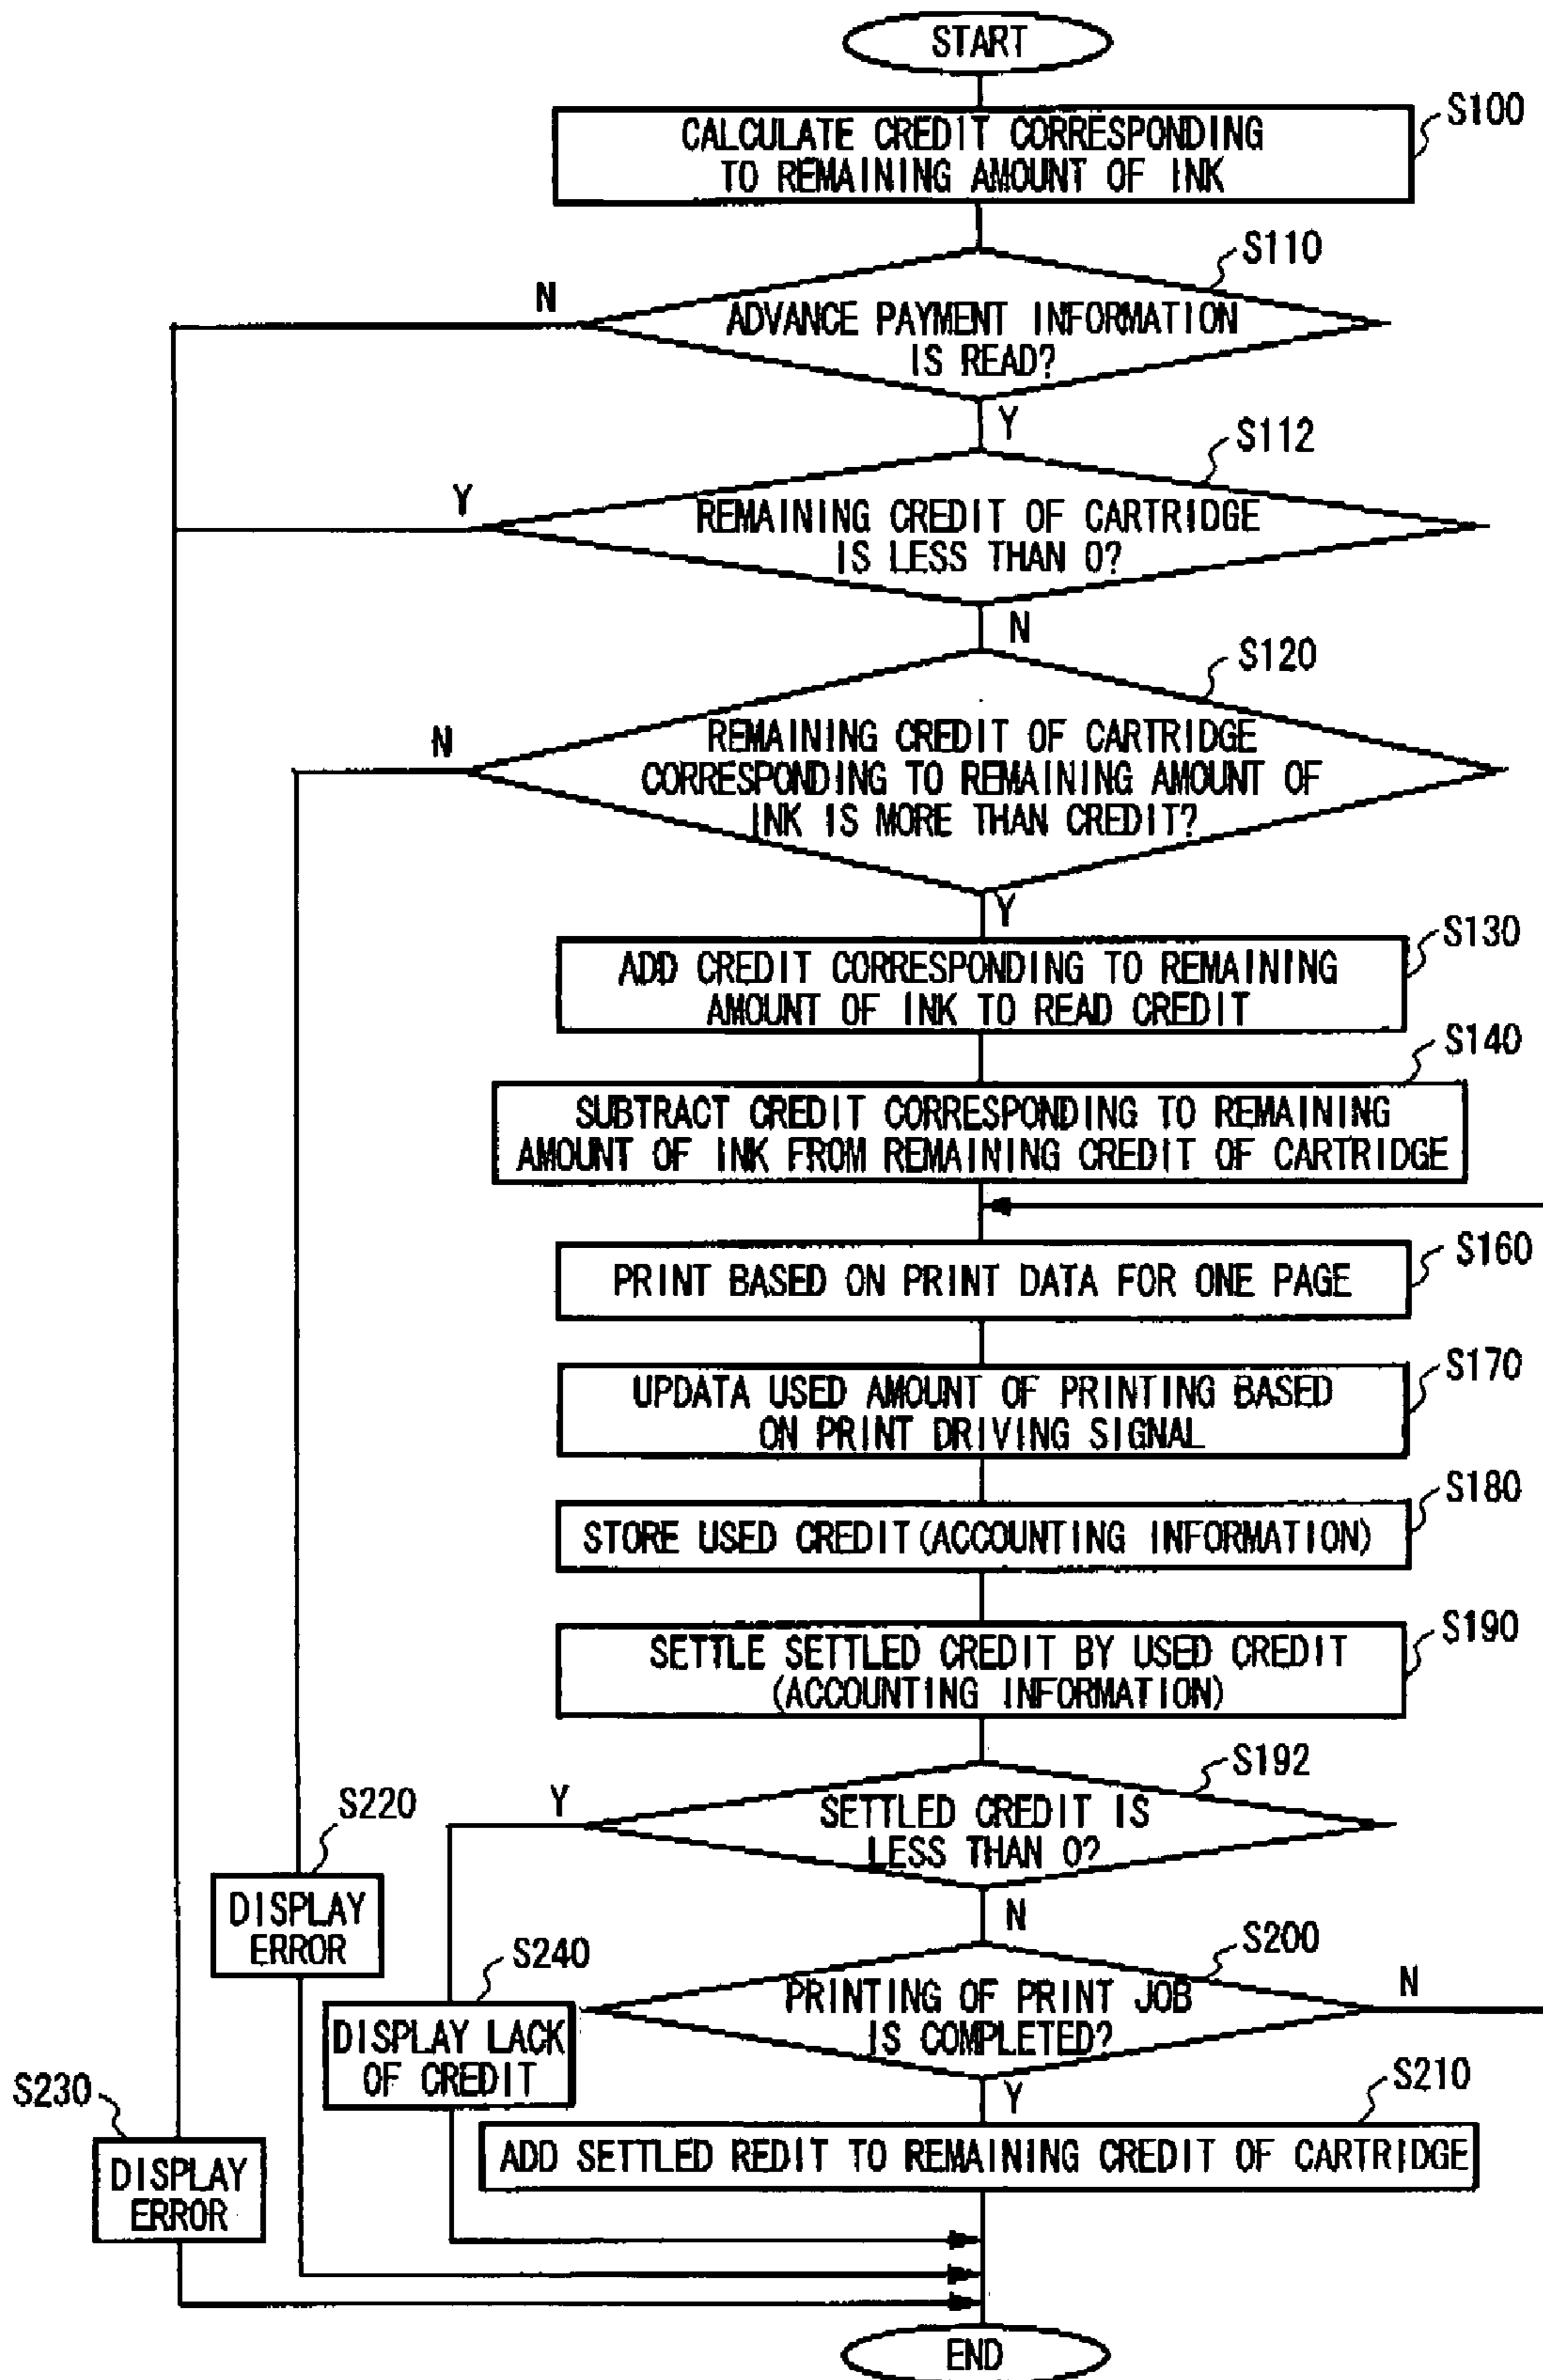 START
S100
CALCULATE CREDIT CORRESPONDING
TO REMAINING AMOUNT OF INK
S110
N
ADVANCE PAYMENT INFORMATION
IS READ?
Y
S112
Y
REMAINING CREDIT OF CARTRIDGE
IS LESS THAN 0?
N
S120
N
REMAINING CREDIT OF CARTRIDGE
CORRESPONDING TO REMAINING AMOUNT OF
INK IS MORE THAN CREDIT?
Y
S130
ADD CREDIT CORRESPONDING TO REMAINING
AMOUNT OF INK TO READ CREDIT
S140
SUBTRACT CREDIT CORRESPONDING TO REMAINING
AMOUNT OF INK FROM REMAINING CREDIT OF CARTRIDGE
S160
PRINT BASED ON PRINT DATA FOR ONE PAGE
S170
UPDATA USED AMOUNT OF PRINTING BASED
ON PRINT DRIVING SIGNAL
S180
STORE USED CREDIT(ACCOUNTING INFORMATION)
S190
SETTLE SETTLED CREDIT BY USED CREDIT
(ACCOUNTING INFORMATION)
S192
Y
SETTLED CREDIT IS
LESS THAN 0?
N
S220
DISPLAY
ERROR
S240
DISPLAY LACK
OF CREDIT
S200
PRINTING OF PRINT JOB
IS COMPLETED?
N
Y
S210
ADD SETTLED REDIT TO REMAINING CREDIT OF CARTRIDGE
S230
DISPLAY
ERROR
END